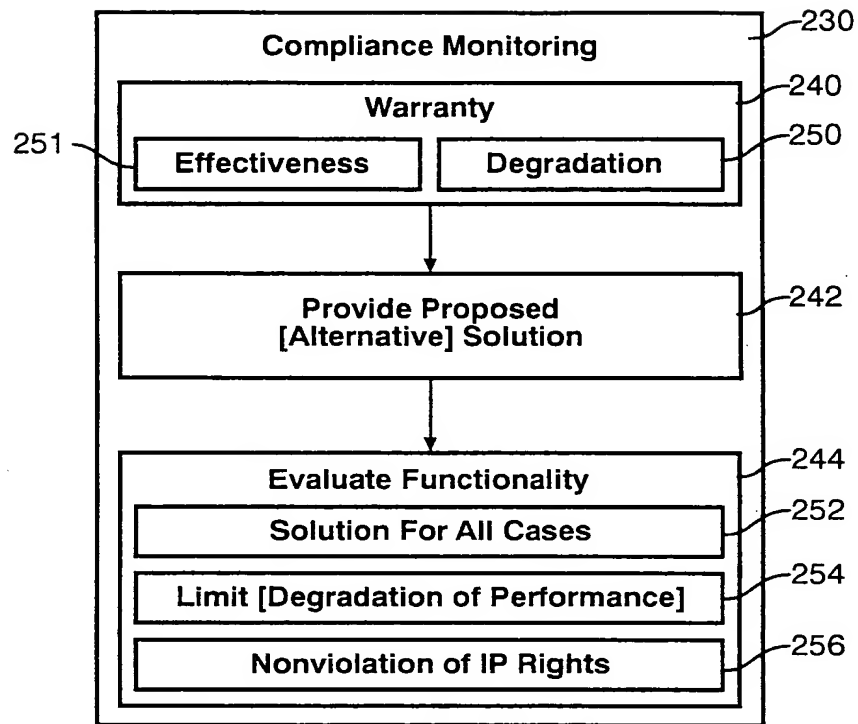 230
Compliance Monitoring
240
Warranty
251
Effectiveness
Degradation
250
Provide Proposed
[Alternative] Solution
242
Evaluate Functionality
244
Solution For All Cases
252
Limit [Degradation of Performance]
254
Nonviolation of IP Rights
256